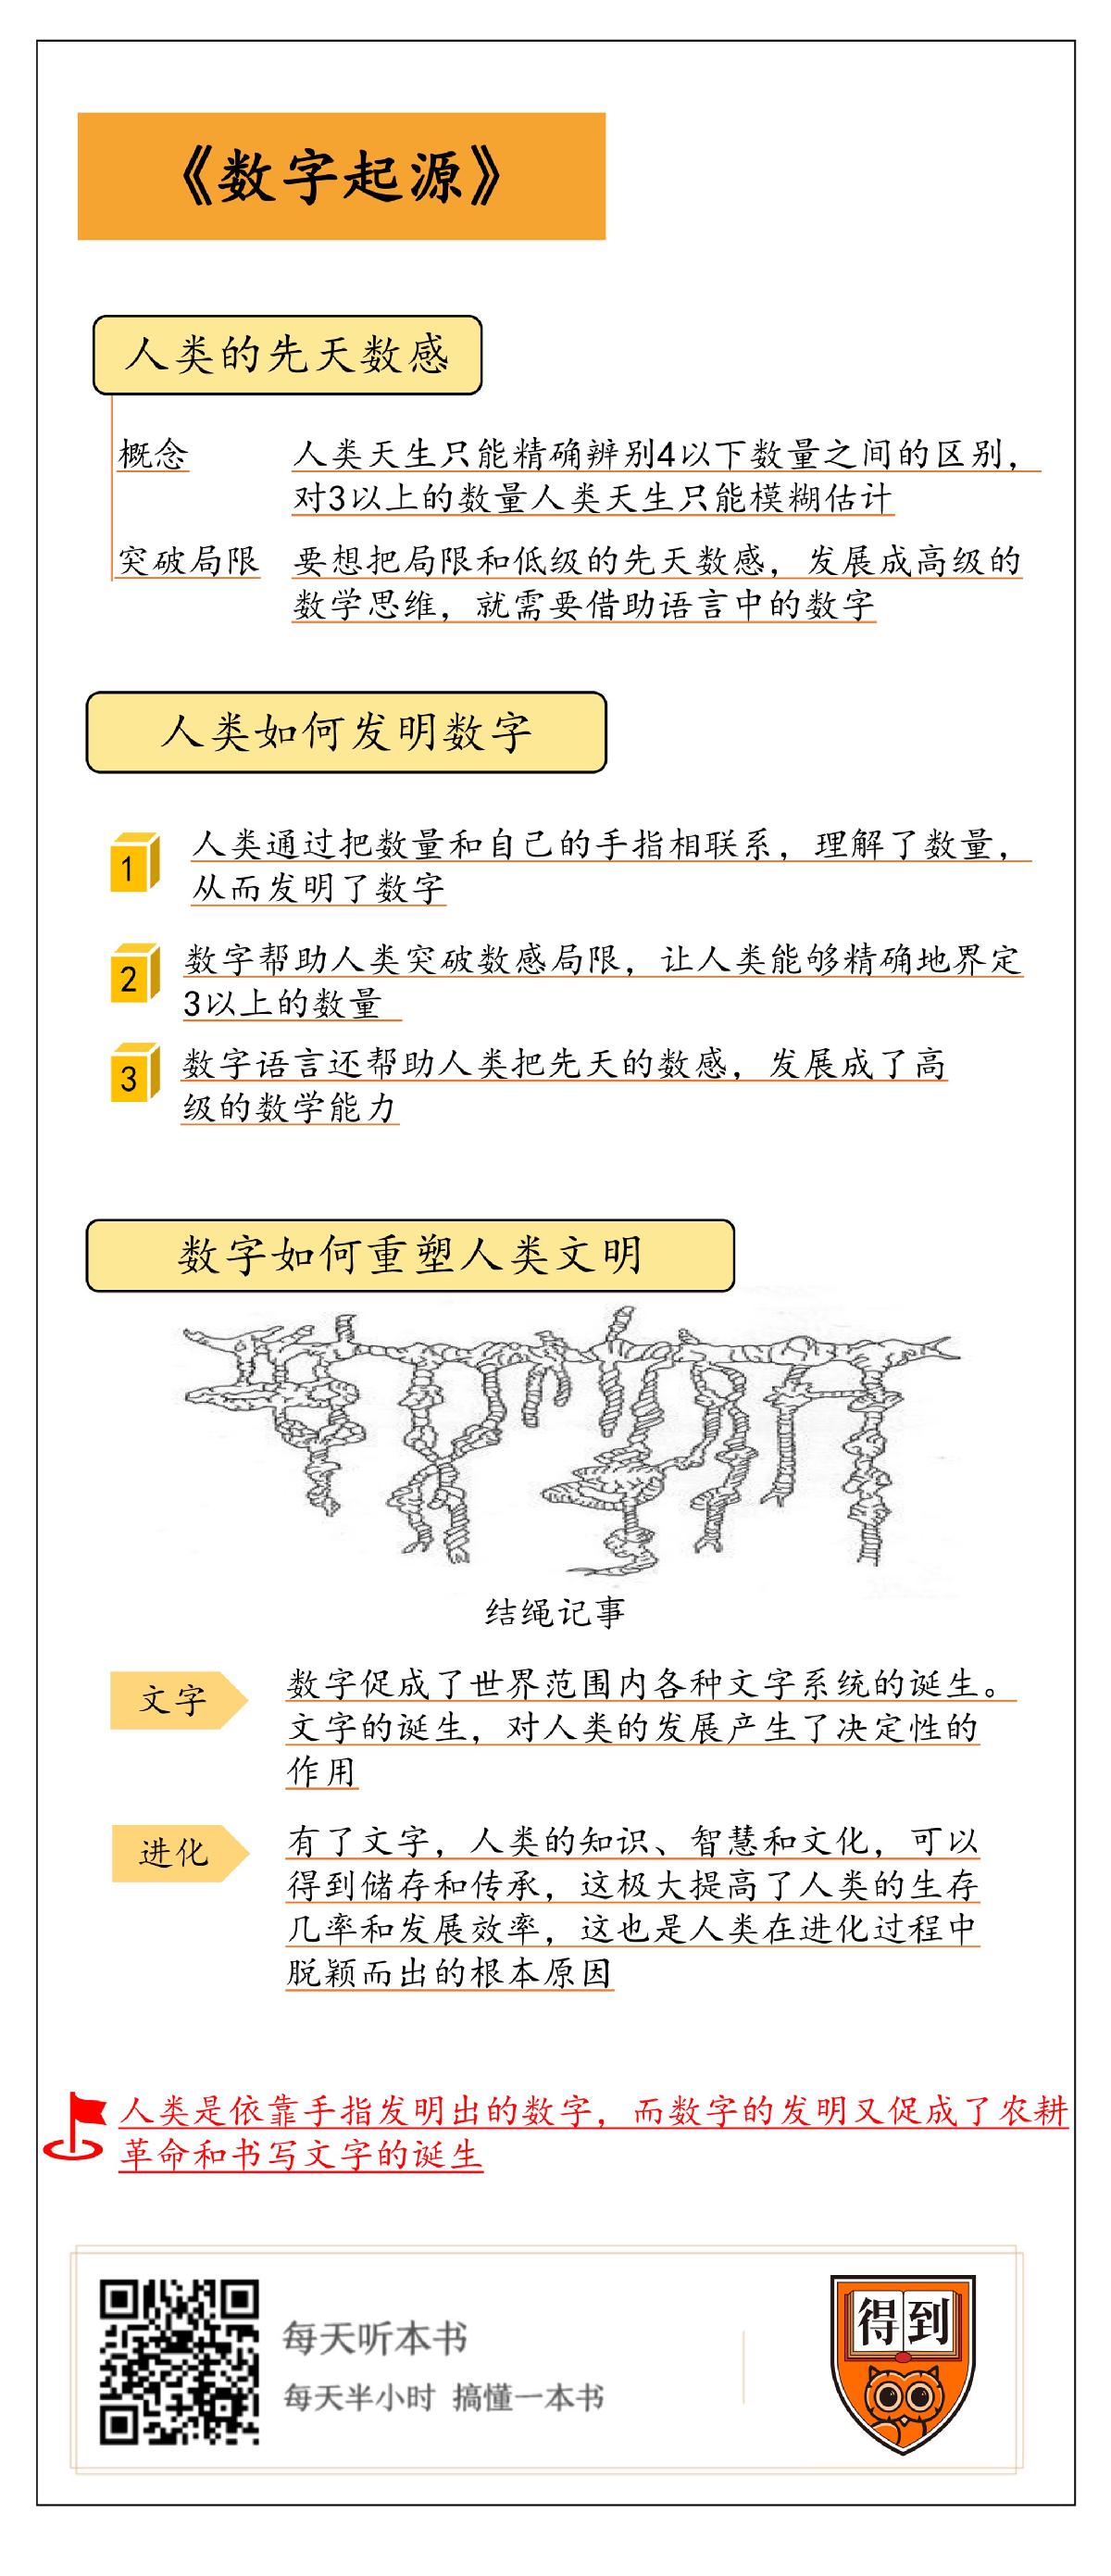 《数字起源》
人类的先天数感
概念
人类天生只能精确辨别4以下数量之间的区别，
对3以上的数量人类天生只能模糊估计
突破局限
要想把局限和低级的先天数感，发展成高级的
数学思维，就需要借助语言中的数字
人类如何发明数字
1
人类通过把数量和自己的手指相联系，理解了数量，
从而发明了数字
2
数字帮助人类突破数感局限，让人类能够精确地界定
3以上的数量
3
数字语言还帮助人类把先天的数感，发展成了高
级的数学能力
数字如何重塑人类文明
结绳记事
文字
数字促成了世界范围内各种文字系统的诞生。
文字的诞生，对人类的发展产生了决定性的
作用
进化
有了文字，人类的知识、智慧和文化，可以
得到储存和传承，这极大提高了人类的生存
几率和发展效率，这也是人类在进化过程中
脱颖而出的根本原因
人类是依靠手指发明出的数字，而数字的发明又促成了农耕
革命和书写文字的诞生
每天听本书
每天半小时 搞懂一本书
得到